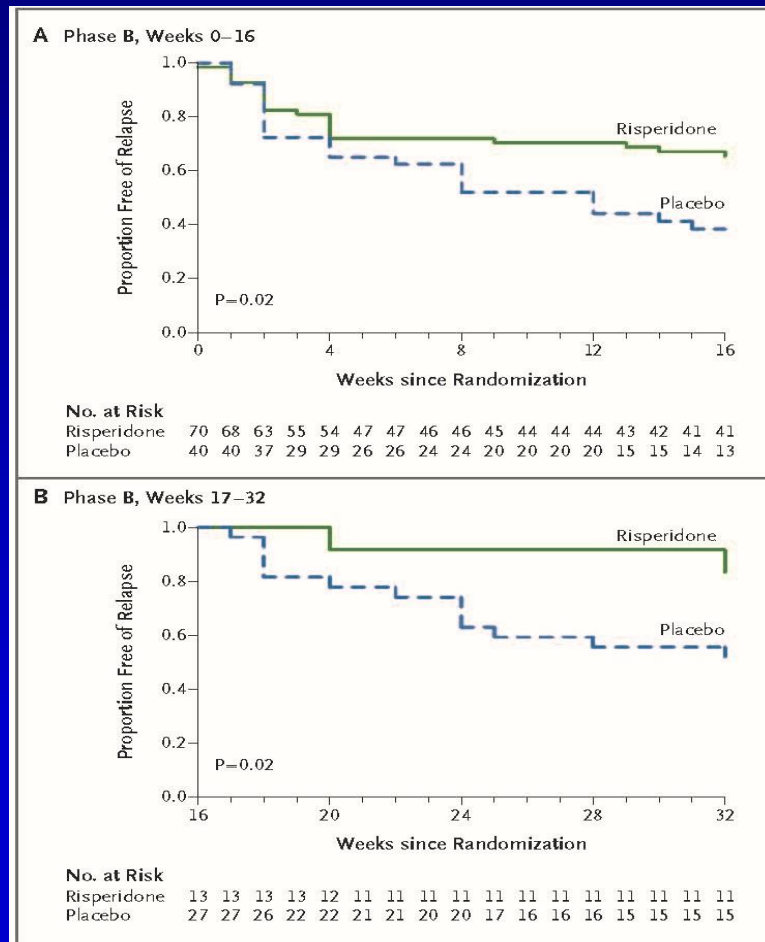 A Phase B, Weeks 0–16
1.0
0.8
0.6
0.4
0.2
0.0
Proportion Free of Relapse
Risperidone
Placebo
P=0.02
0 4 8 12 16
Weeks since Randomization
No. at Risk
Risperidone 70 68 63 55 54 47 47 46 46 45 44 44 44 43 42 41 41
Placebo 40 40 37 29 29 26 26 24 24 20 20 20 20 15 15 14 13
B Phase B, Weeks 17–32
1.0
0.8
0.6
0.4
0.2
0.0
Proportion Free of Relapse
Risperidone
Placebo
P=0.02
16 20 24 28 32
Weeks since Randomization
No. at Risk
Risperidone 13 13 13 13 12 11 11 11 11 11 11 11 11 11 11 11 11
Placebo 27 27 26 22 22 21 21 20 20 17 16 16 16 15 15 15 15